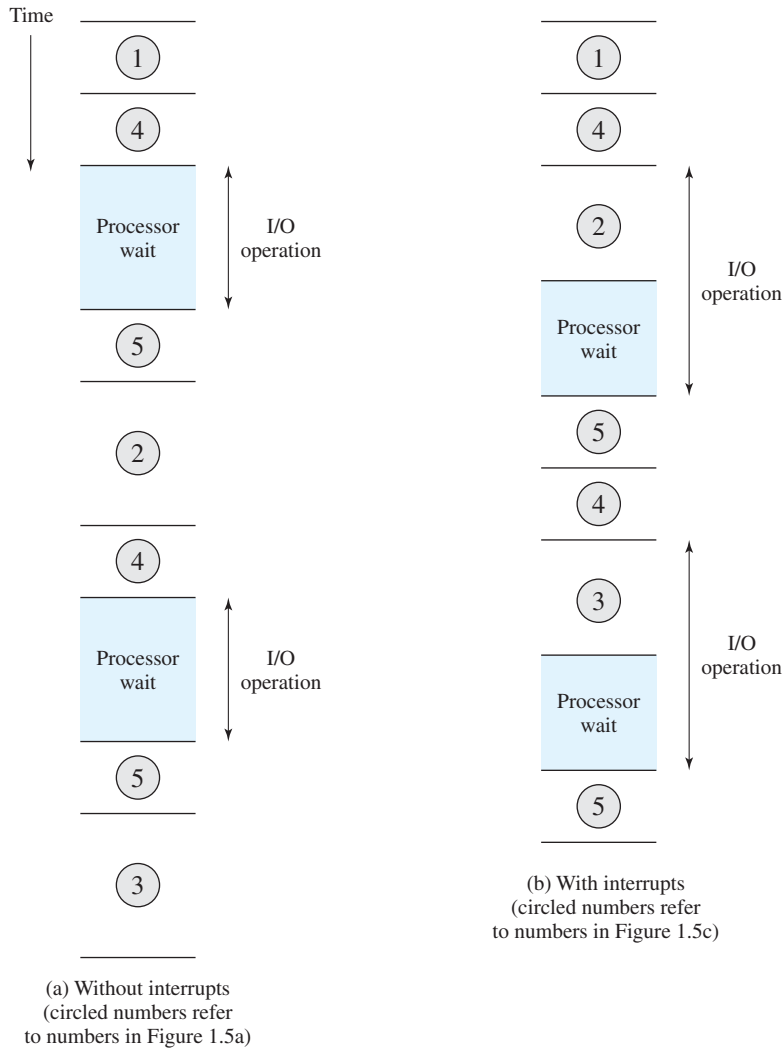 Time
1
4
Processor
wait
I/O
operation
5
2
4
Processor
wait
I/O
operation
5
3
(a) Without interrupts
(circled numbers refer
to numbers in Figure 1.5a)
1
4
2
I/O
operation
Processor
wait
5
4
3
I/O
operation
Processor
wait
5
(b) With interrupts
(circled numbers refer
to numbers in Figure 1.5c)